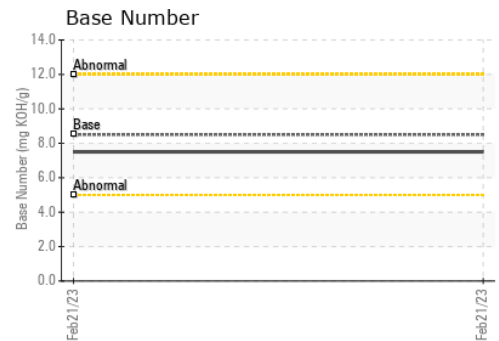 Base Number
14.0
Abnormal
12.0
10.0
Base
8.0
6.0
Abnormal
4.0
2.0
0.0
Base Number (mg KOH/g)
Feb21/23
Feb21/23